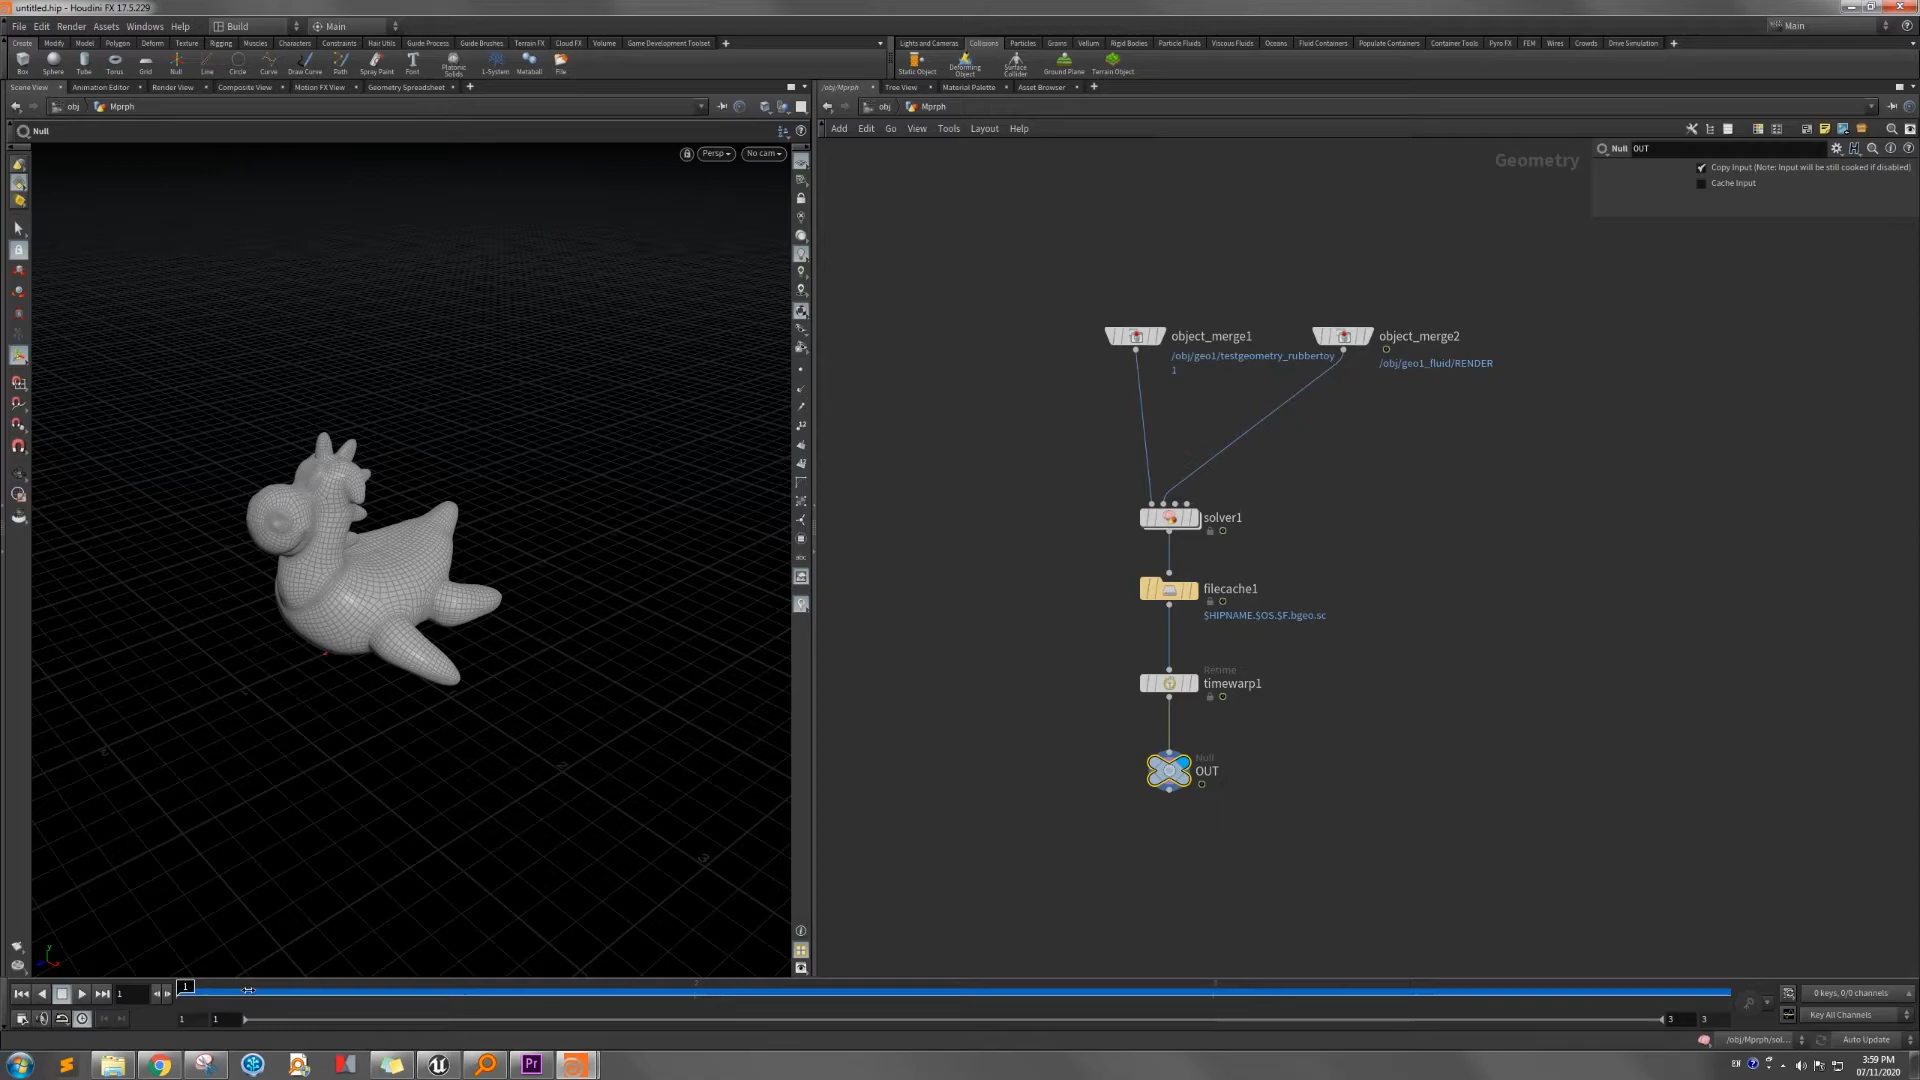 untitled.hip - Houdini FX 17.5.229
File Edit Render Assets Windows Help Build Main Main
Create Modify Model Polygon Deform Texture Rigging Muscles Characters Constraints Hair Utils Guide Process Guide Brushes Terrain FX Cloud FX Volume Game Development Toolset
Lights and Cameras Collisions Particles Grains Vellum Rigid Bodies Particle Fluids Viscous Fluids Oceans Fluid Containers Populate Containers Container Tools Pyro FX FEM Wires Crowds Drive Simulation
Box Sphere Tube Torus Grid Null Line Circle Curve Draw Curve Path Spray Paint Font Platonic Solids L-System Metaball File
Static Object Deforming Object Surface Collider Ground Plane Terrain Object
Scene View Animation Editor Render View Composite View Motion FX View Geometry Spreadsheet
/obj/Mprph Tree View Material Palette Asset Browser
obj Mprph
obj Mprph
Null
Add Edit Go View Tools Layout Help
Persp No cam
Geometry
Null OUT
Copy Input (Note: Input will be still cooked if disabled)
Cache Input
object_merge1
/obj/geo1/testgeometry_rubbertoy
1
object_merge2
/obj/geo1_fluid/RENDER
solver1
filecache1
$HIPNAME.$OS.$F.bgeo.sc
Retime
timewarp1
Null
OUT
1 1 2 3
0 keys, 0/0 channels
1 1 3 3
Key All Channels
/obj/Mprph/sol... Auto Update
Pr
EN
3:59 PM
07/11/2020